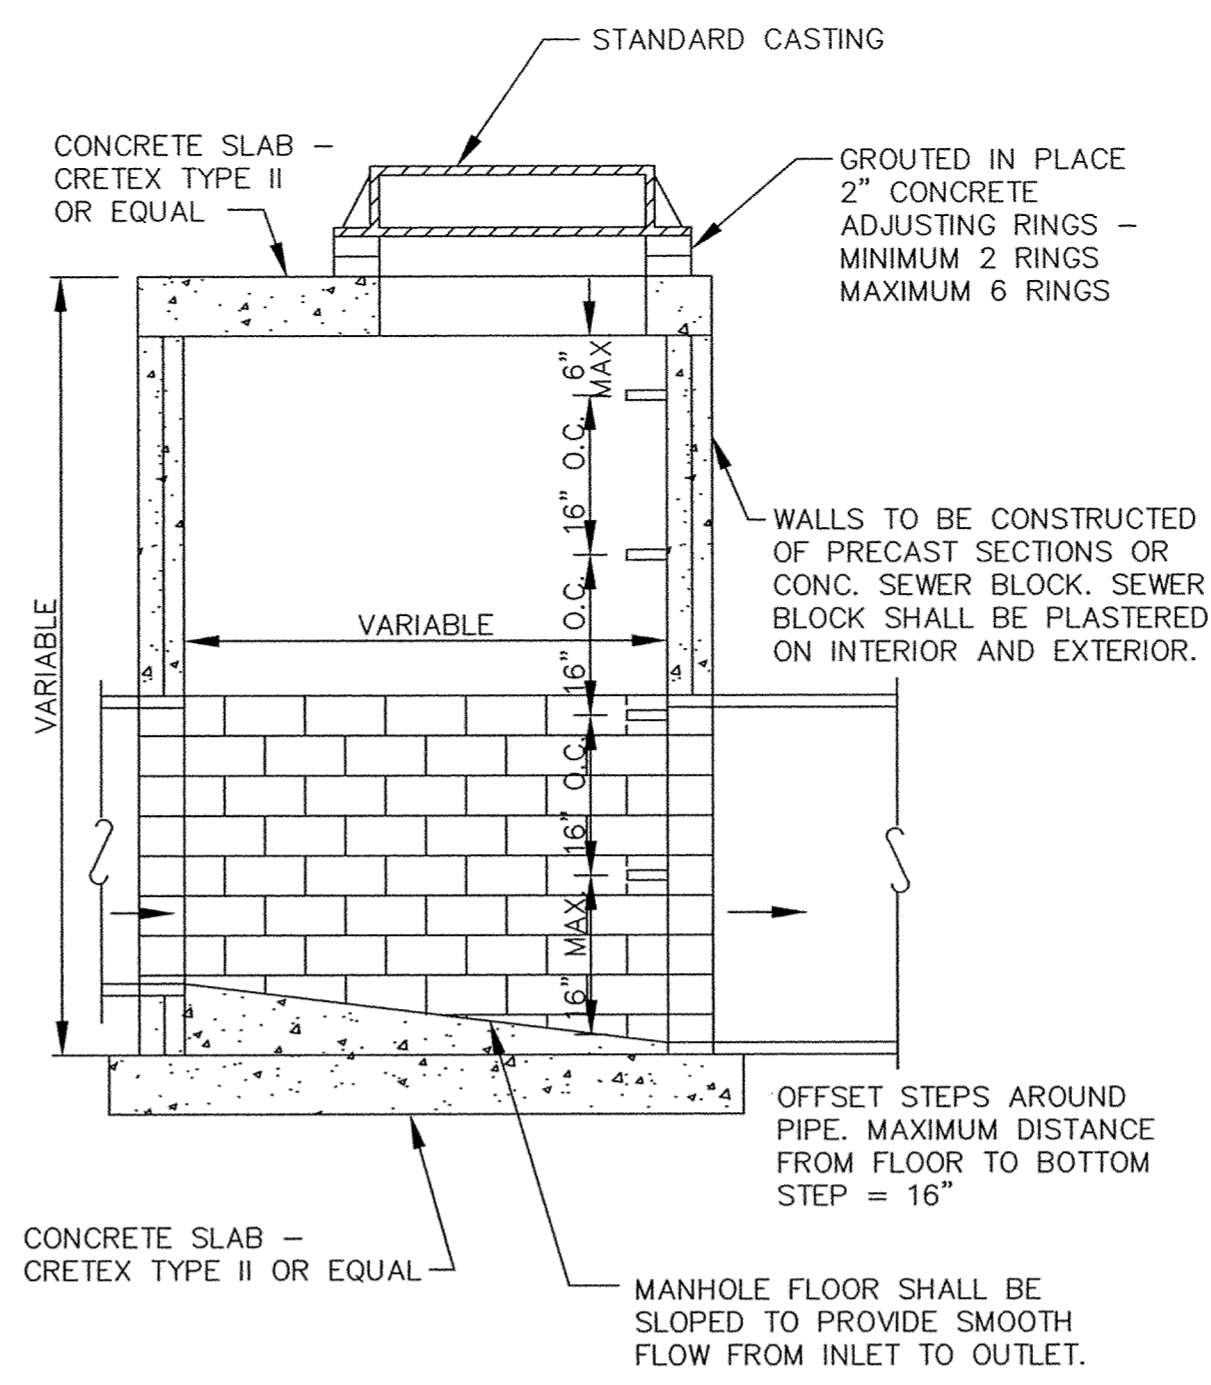 STANDARD CASTING
CONCRETE SLAB –
CRETEX TYPE II
OR EQUAL
GROUTED IN PLACE
2” CONCRETE
ADJUSTING RINGS –
MINIMUM 2 RINGS
MAXIMUM 6 RINGS
6”
MAX
16” O.C.
WALLS TO BE CONSTRUCTED
OF PRECAST SECTIONS OR
CONC. SEWER BLOCK. SEWER
BLOCK SHALL BE PLASTERED
ON INTERIOR AND EXTERIOR.
16” O.C.
VARIABLE
VARIABLE
16” O.C.
16” MAX.
OFFSET STEPS AROUND
PIPE. MAXIMUM DISTANCE
FROM FLOOR TO BOTTOM
STEP = 16”
CONCRETE SLAB –
CRETEX TYPE II OR EQUAL
MANHOLE FLOOR SHALL BE
SLOPED TO PROVIDE SMOOTH
FLOW FROM INLET TO OUTLET.